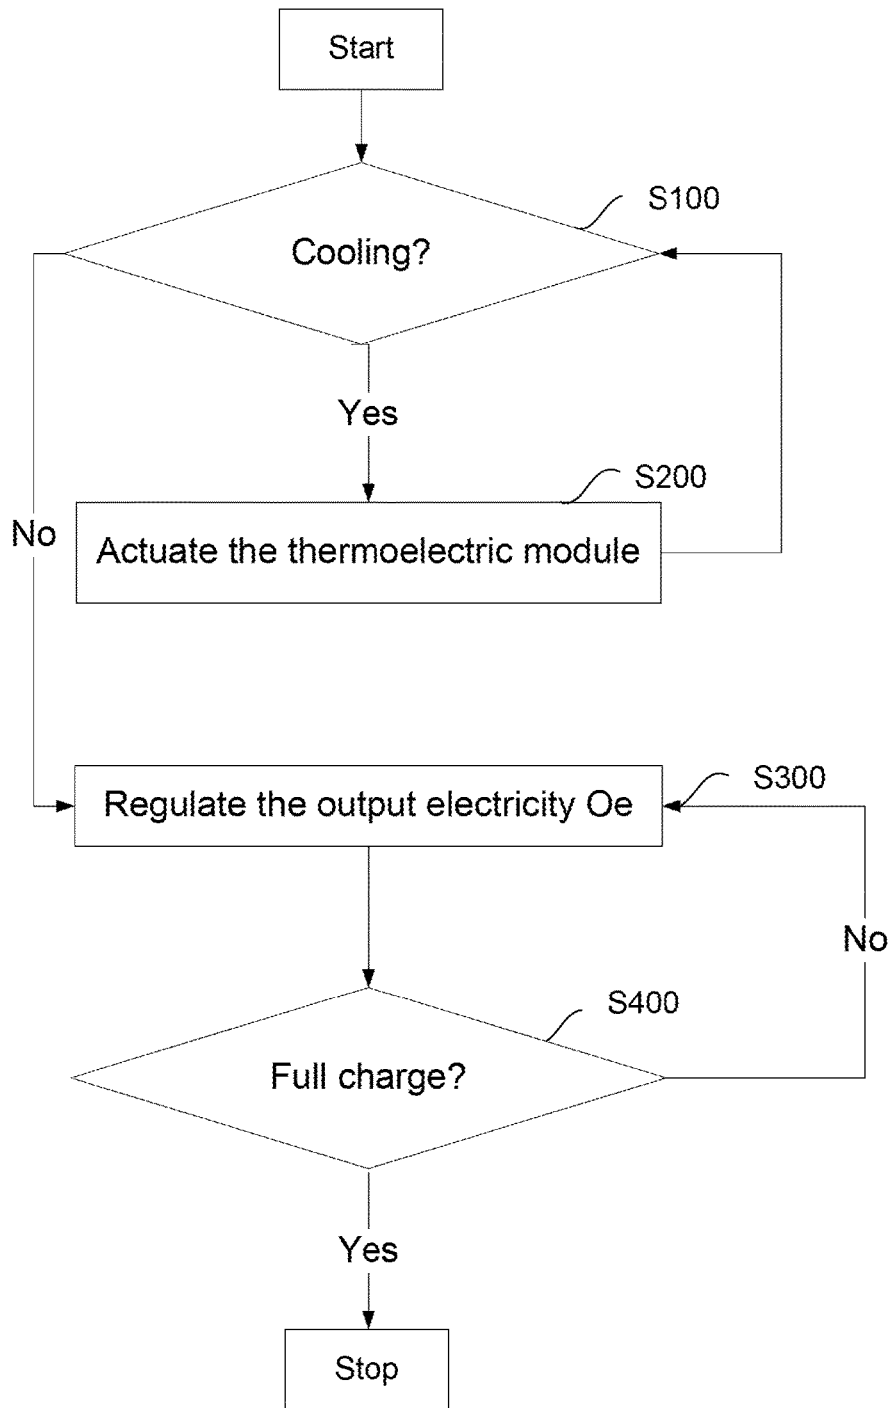 Start
S100
Cooling?
Yes
S200
No
Actuate the thermoelectric module
S300
Regulate the output electricity Oe
No
S400
Full charge?
Yes
Stop